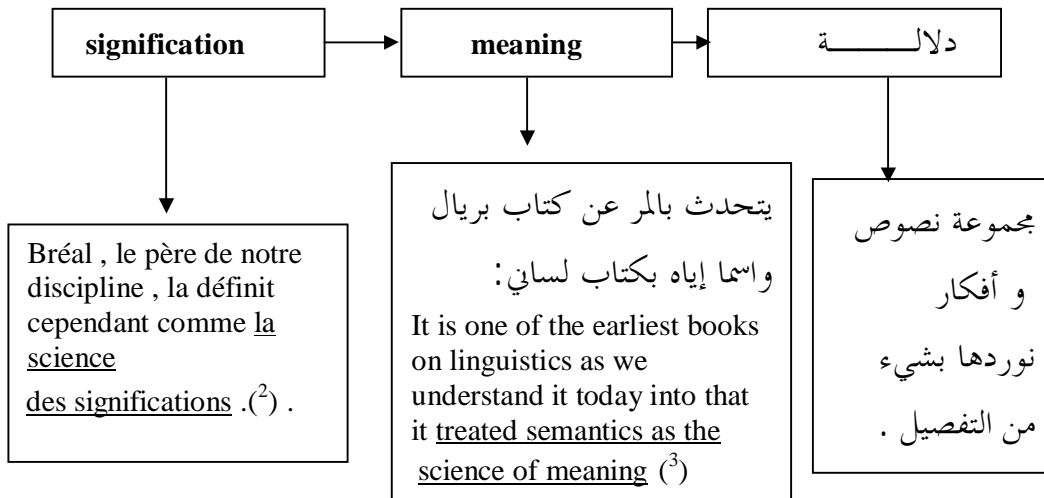 signification
meaning
دلالـــــــــة
Bréal , le père de notre
discipline , la définit
cependant comme la
science
des significations .(²) .
يتحدث بالمر عن كتاب بريال
واسما إياه بكتاب لساني:
It is one of the earliest books
on linguistics as we
understand it today into that
it treated semantics as the
science of meaning (³)
مجموعة نصوص
و أفكار
نوردها بشيء
من التفصيل .